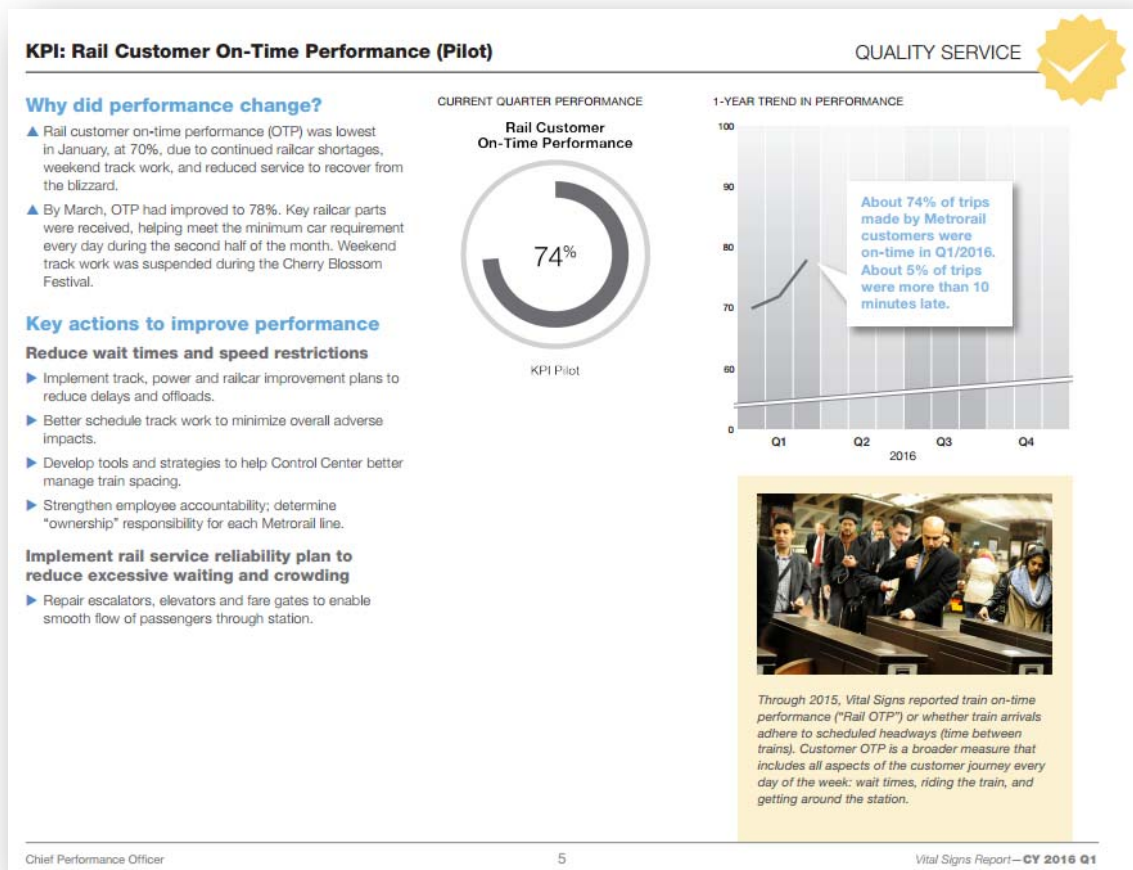 KPI: Rail Customer On-Time Performance (Pilot)
QUALITY SERVICE
Why did performance change?
▲ Rail customer on-time performance (OTP) was lowest
in January, at 70%, due to continued railcar shortages,
weekend track work, and reduced service to recover from
the blizzard.
▲ By March, OTP had improved to 78%. Key railcar parts
were received, helping meet the minimum car requirement
every day during the second half of the month. Weekend
track work was suspended during the Cherry Blossom
Festival.
Key actions to improve performance
Reduce wait times and speed restrictions
▶ Implement track, power and railcar improvement plans to
reduce delays and offloads.
▶ Better schedule track work to minimize overall adverse
impacts.
▶ Develop tools and strategies to help Control Center better
manage train spacing.
▶ Strengthen employee accountability; determine
"ownership" responsibility for each Metrorail line.
Implement rail service reliability plan to
reduce excessive waiting and crowding
▶ Repair escalators, elevators and fare gates to enable
smooth flow of passengers through station.
CURRENT QUARTER PERFORMANCE
Rail Customer
On-Time Performance
74%
KPI Pilot
1-YEAR TREND IN PERFORMANCE
100
90
80
70
60
0
About 74% of trips
made by Metrorail
customers were
on-time in Q1/2016.
About 5% of trips
were more than 10
minutes late.
Q1 Q2 Q3 Q4
2016
Through 2015, Vital Signs reported train on-time
performance ("Rail OTP") or whether train arrivals
adhere to scheduled headways (time between
trains). Customer OTP is a broader measure that
includes all aspects of the customer journey every
day of the week: wait times, riding the train, and
getting around the station.
Chief Performance Officer
5
Vital Signs Report—CY 2016 Q1